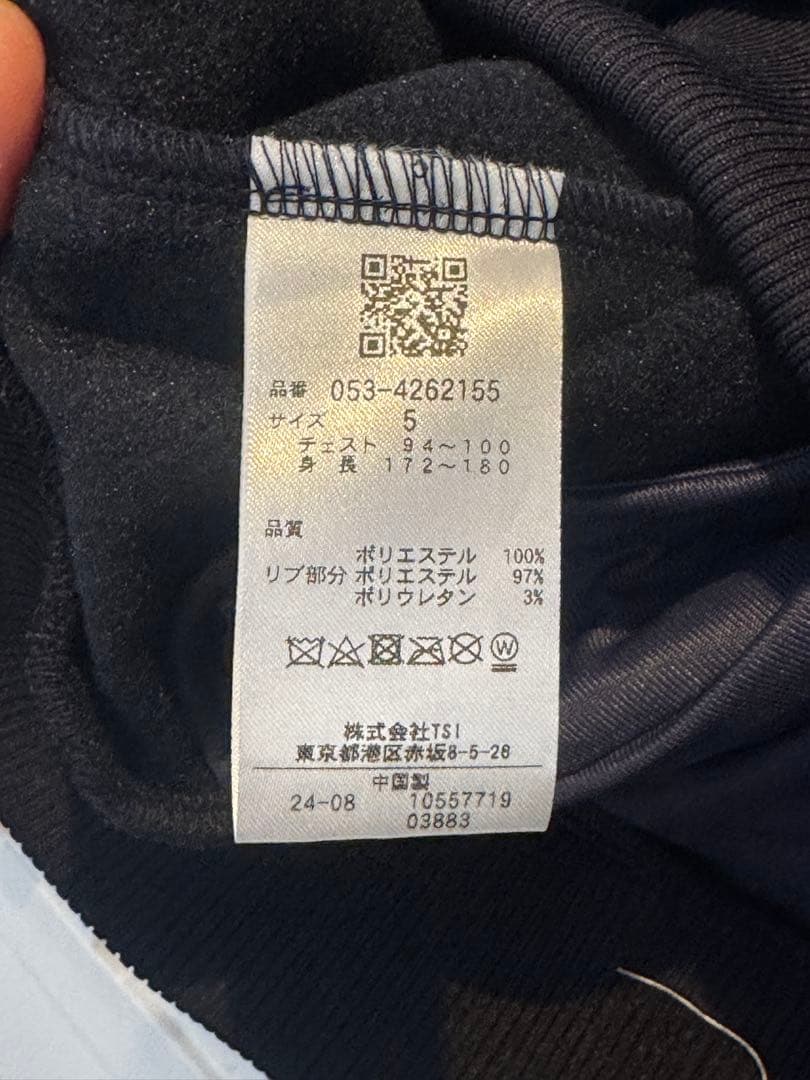 品番 053-4262155
サイズ 5
チェスト 94～100
身長 172～180
品質
ポリエステル 100%
リブ部分 ポリエステル 97%
ポリウレタン 3%
W
株式会社TSI
東京都港区赤坂8-5-28
中国製
24-08 10557719
03883